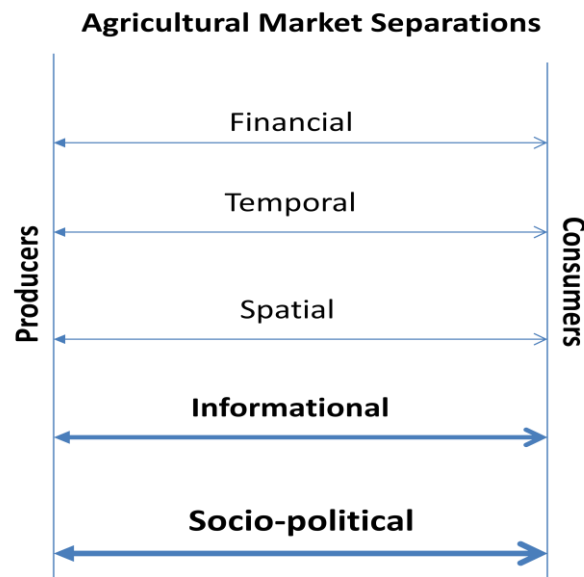 Agricultural Market Separations
Financial
Temporal
Producers
Consumers
Spatial
Informational
Socio-political